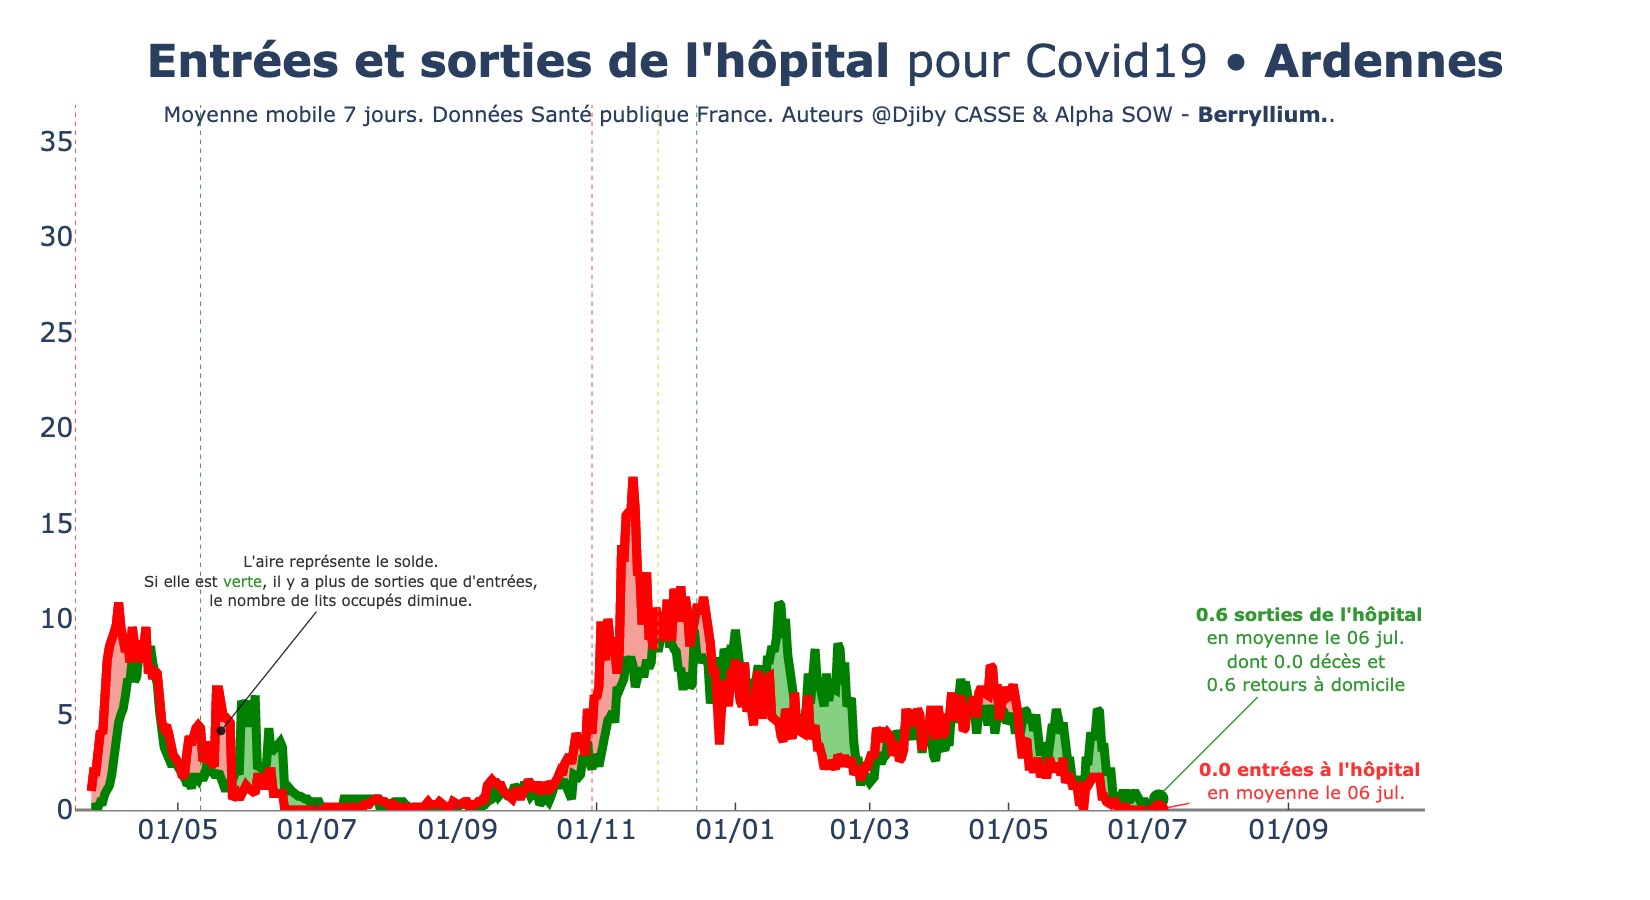 Entrées et sorties de l'hôpital pour Covid19 • Ardennes
Moyenne mobile 7 jours. Données Santé publique France. Auteurs @Djiby CASSE & Alpha SOW - Berryllium..
35
30
25
20
15
10
5
0
L'aire représente le solde.
Si elle est verte, il y a plus de sorties que d'entrées,
le nombre de lits occupés diminue.
0.6 sorties de l'hôpital
en moyenne le 06 jul.
dont 0.0 décès et
0.6 retours à domicile
0.0 entrées à l'hôpital
en moyenne le 06 jul.
01/05 01/07 01/09 01/11 01/01 01/03 01/05 01/07 01/09